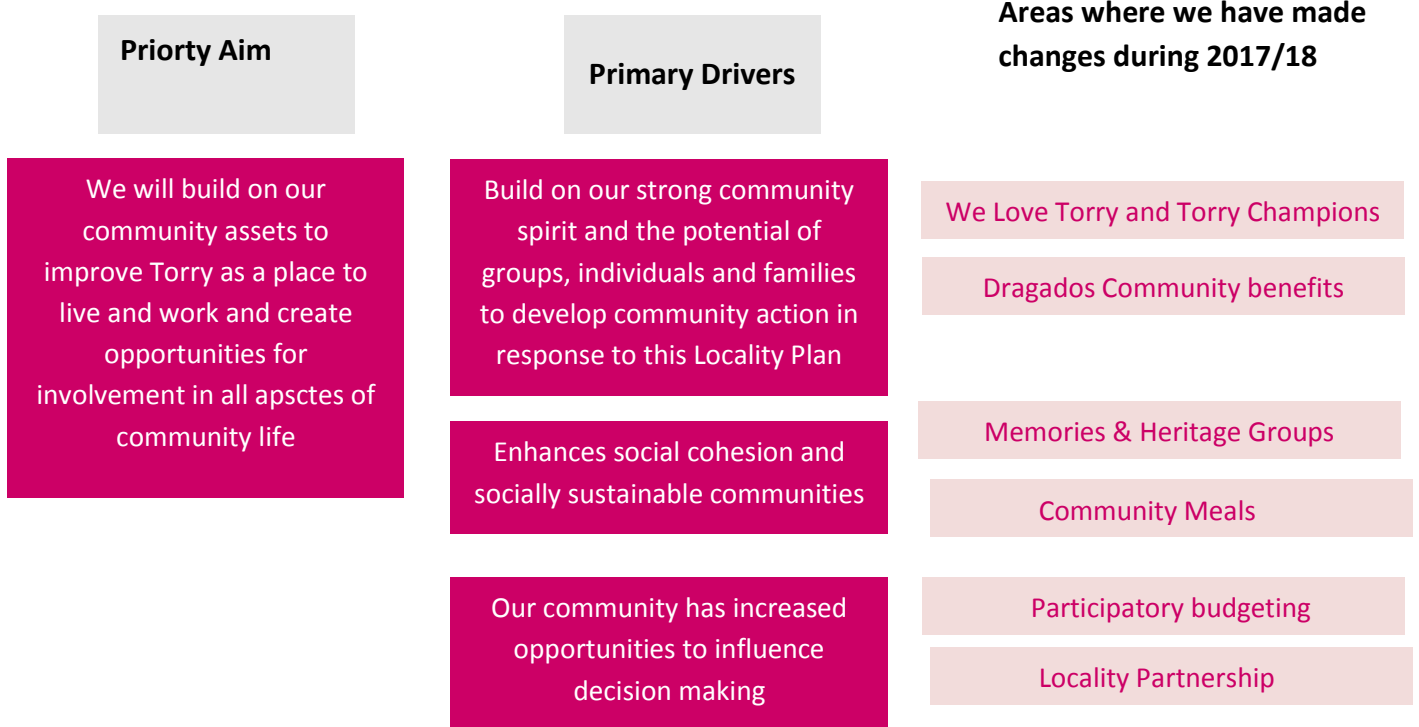 Priorty Aim
Primary Drivers
Areas where we have made
changes during 2017/18
We will build on our
community assets to
improve Torry as a place to
live and work and create
opportunities for
involvement in all apsctes of
community life
Build on our strong community
spirit and the potential of
groups, individuals and families
to develop community action in
response to this Locality Plan
Enhances social cohesion and
socially sustainable communities
Our community has increased
opportunities to influence
decision making
We Love Torry and Torry Champions
Dragados Community benefits
Memories & Heritage Groups
Community Meals
Participatory budgeting
Locality Partnership